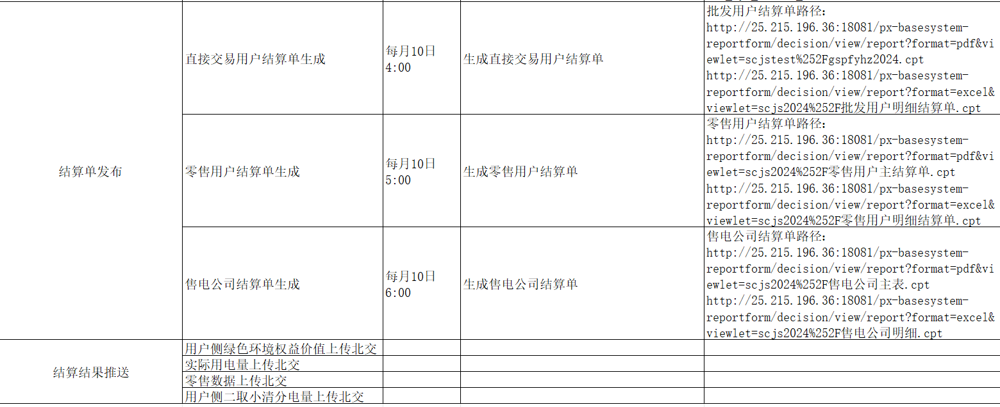 结算单发布
直接交易用户结算单生成
每月10日
4:00
生成直接交易用户结算单
批发用户结算单路径：
http://25.215.196.36:18081/px-basesystem-
reportform/decision/view/report?format=pdf&vi
ewlet=scjstest%252Fgspfyhz2024.cpt
http://25.215.196.36:18081/px-basesystem-
reportform/decision/view/report?format=excel&
viewlet=scjs2024%252F批发用户明细结算单.cpt
零售用户结算单生成
每月10日
5:00
生成零售用户结算单
零售用户结算单路径：
http://25.215.196.36:18081/px-basesystem-
reportform/decision/view/report?format=pdf&vi
ewlet=scjs2024%252F零售用户主结算单.cpt
http://25.215.196.36:18081/px-basesystem-
reportform/decision/view/report?format=excel&
viewlet=scjs2024%252F零售用户明细结算单.cpt
售电公司结算单生成
每月10日
6:00
生成售电公司结算单
售电公司结算单路径：
http://25.215.196.36:18081/px-basesystem-
reportform/decision/view/report?format=pdf&vi
ewlet=scjs2024%252F售电公司主表.cpt
http://25.215.196.36:18081/px-basesystem-
reportform/decision/view/report?format=excel&
viewlet=scjs2024%252F售电公司明细.cpt
结算结果推送
用户侧绿色环境权益价值上传北交
实际用电量上传北交
零售数据上传北交
用户侧二取小清分电量上传北交